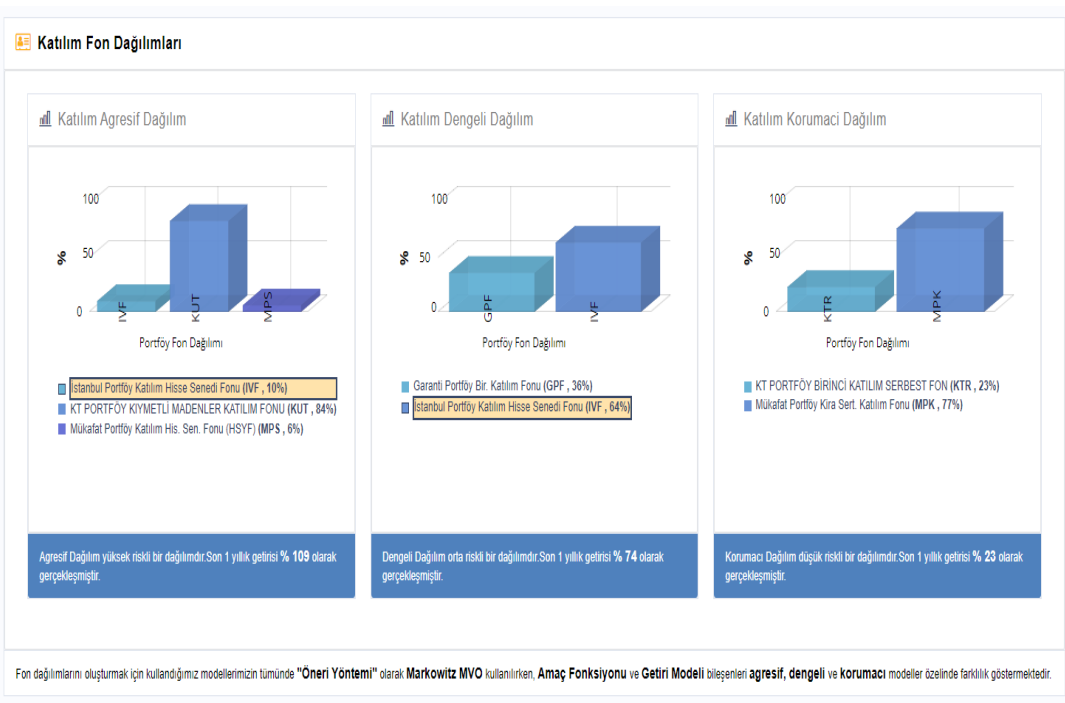 Katılım Fon Dağılımları
Katılım Agresif Dağılım
100
50
0
%
IVF
KUT
MPS
Portföy Fon Dağılımı
İstanbul Portföy Katılım Hisse Senedi Fonu (IVF , 10%)
KT PORTFÖY KIYMETLİ MADENLER KATILIM FONU (KUT , 84%)
Mükafat Portföy Katılım His. Sen. Fonu (HSYF) (MPS , 6%)
Agresif Dağılım yüksek riskli bir dağılımdır.Son 1 yıllık getirisi % 109 olarak
gerçekleşmiştir.
Katılım Dengeli Dağılım
100
50
0
%
GPF
IVF
Portföy Fon Dağılımı
Garanti Portföy Bir. Katılım Fonu (GPF , 36%)
İstanbul Portföy Katılım Hisse Senedi Fonu (IVF , 64%)
Dengeli Dağılım orta riskli bir dağılımdır.Son 1 yıllık getirisi % 74 olarak
gerçekleşmiştir.
Katılım Korumaci Dağılım
100
50
0
%
KTR
MPK
Portföy Fon Dağılımı
KT PORTFÖY BİRİNCİ KATILIM SERBEST FON (KTR , 23%)
Mükafat Portföy Kira Sert. Katılım Fonu (MPK , 77%)
Korumacı Dağılım düşük riskli bir dağılımdır.Son 1 yıllık getirisi % 23 olarak
gerçekleşmiştir.
Fon dağılımlarını oluşturmak için kullandığımız modellerimizin tümünde "Öneri Yöntemi" olarak Markowitz MVO kullanılırken, Amaç Fonksiyonu ve Getiri Modeli bileşenleri agresif, dengeli ve korumacı modeller özelinde farklılık göstermektedir.